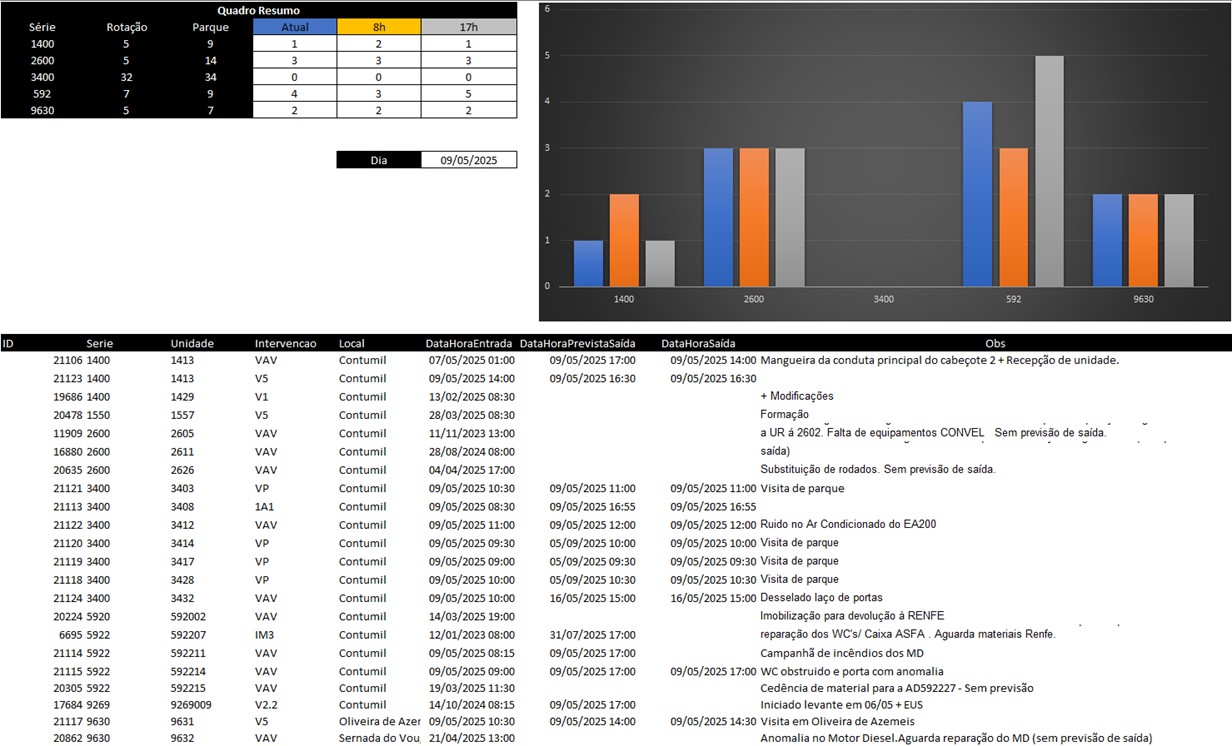 Quadro Resumo
Série Rotação Parque Atual 8h 17h
1400 5 9 1 2 1
2600 5 14 3 3 3
3400 32 34 0 0 0
592 7 9 4 3 5
9630 5 7 2 2 2
Dia 09/05/2025
6
5
4
3
2
1
0
1400 2600 3400 592 9630
ID Serie Unidade Intervencao Local DataHoraEntrada DataHoraPrevistaSaída DataHoraSaída Obs
21106 1400 1413 VAV Contumil 07/05/2025 01:00 09/05/2025 17:00 09/05/2025 14:00 Mangueira da conduta principal do cabeçote 2 + Recepção de unidade.
21123 1400 1413 V5 Contumil 09/05/2025 14:00 09/05/2025 16:30 09/05/2025 16:30
19686 1400 1429 V1 Contumil 13/02/2025 08:30 + Modificações
20478 1550 1557 V5 Contumil 28/03/2025 08:30 Formação
11909 2600 2605 VAV Contumil 11/11/2023 13:00 a UR á 2602. Falta de equipamentos CONVEL Sem previsão de saída.
16880 2600 2611 VAV Contumil 28/08/2024 08:00 saída)
20635 2600 2626 VAV Contumil 04/04/2025 17:00 Substituição de rodados. Sem previsão de saída.
21121 3400 3403 VP Contumil 09/05/2025 10:30 09/05/2025 11:00 09/05/2025 11:00 Visita de parque
21113 3400 3408 1A1 Contumil 09/05/2025 08:30 09/05/2025 16:55 09/05/2025 16:55
21122 3400 3412 VAV Contumil 09/05/2025 11:00 09/05/2025 12:00 09/05/2025 12:00 Ruido no Ar Condicionado do EA200
21120 3400 3414 VP Contumil 09/05/2025 09:30 05/09/2025 10:00 09/05/2025 10:00 Visita de parque
21119 3400 3417 VP Contumil 09/05/2025 09:00 05/09/2025 09:30 09/05/2025 09:30 Visita de parque
21118 3400 3428 VP Contumil 09/05/2025 10:00 05/09/2025 10:30 09/05/2025 10:30 Visita de parque
21124 3400 3432 VAV Contumil 09/05/2025 10:00 16/05/2025 15:00 16/05/2025 15:00 Desselado laço de portas
20224 5920 592002 VAV Contumil 14/03/2025 19:00 Imobilização para devolução à RENFE
6695 5922 592207 IM3 Contumil 12/01/2023 08:00 31/07/2025 17:00 reparação dos WC's/ Caixa ASFA . Aguarda materiais Renfe.
21114 5922 592211 VAV Contumil 09/05/2025 08:15 09/05/2025 17:00 Campanhã de incêndios dos MD
21115 5922 592214 VAV Contumil 09/05/2025 09:00 09/05/2025 17:00 09/05/2025 17:00 WC obstruido e porta com anomalia
20305 5922 592215 VAV Contumil 19/03/2025 11:30 Cedência de material para a AD592227 - Sem previsão
17684 9269 9269009 V2.2 Contumil 14/10/2024 08:15 09/05/2025 17:00 Iniciado levante em 06/05 + EUS
21117 9630 9631 V5 Oliveira de Azer 09/05/2025 10:30 09/05/2025 14:00 09/05/2025 14:30 Visita em Oliveira de Azemeis
20862 9630 9632 VAV Sernada do Vou 21/04/2025 13:00 Anomalia no Motor Diesel.Aguarda reparação do MD (sem previsão de saída)